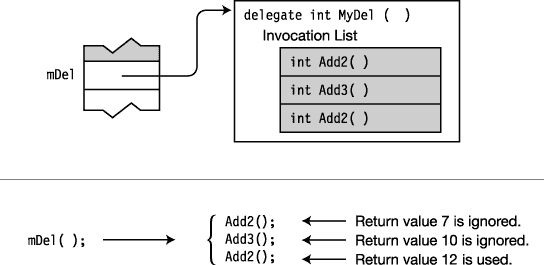 delegate int MyDel ( )
Invocation List
mDel
int Add2( )
int Add3( )
int Add2( )
Add2(); Return value 7 is ignored.
mDel( ); Add3(); Return value 10 is ignored.
Add2(); Return value 12 is used.